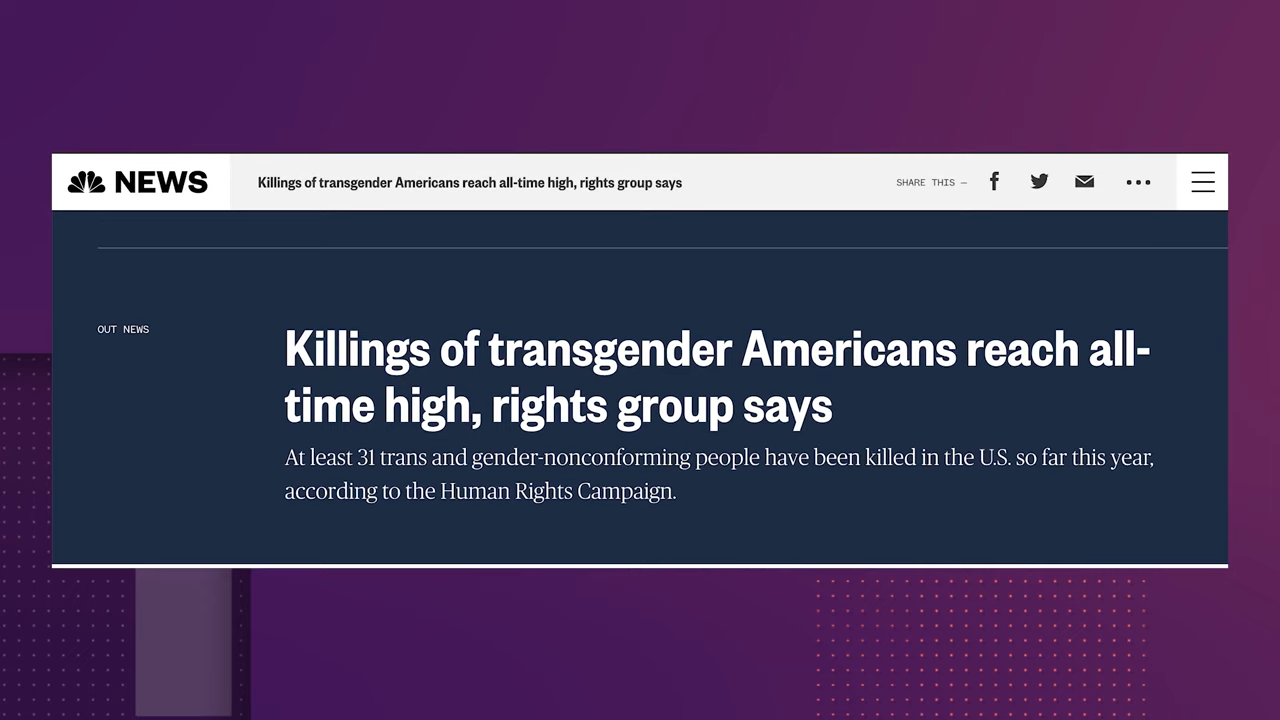 NEWS
Killings of transgender Americans reach all-time high, rights group says
SHARE THIS —
OUT NEWS
Killings of transgender Americans reach all-
time high, rights group says
At least 31 trans and gender-nonconforming people have been killed in the U.S. so far this year,
according to the Human Rights Campaign.